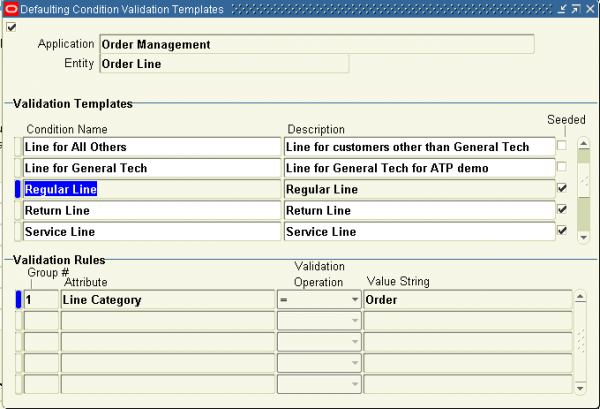 Defaulting Condition Validation Templates
Application Order Management
Entity Order Line
Validation Templates
Seeded
Condition Name Description
Line for All Others Line for customers other than General Tech
Line for General Tech Line for General Tech for ATP demo
Regular Line Regular Line
Return Line Return Line
Service Line Service Line
Validation Rules
Group # Validation
Attribute Operation Value String
1 Line Category = Order